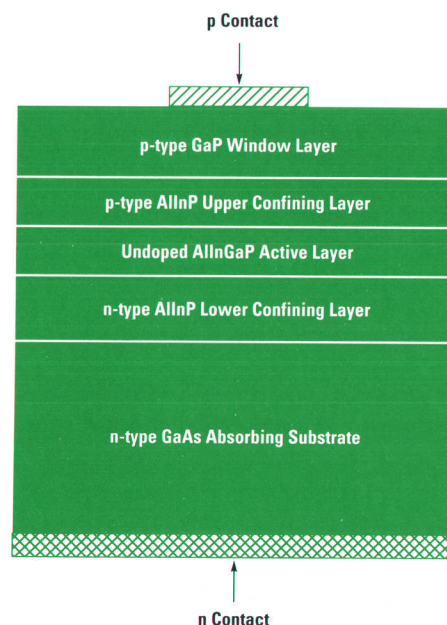 p Contact
p-type GaP Window Layer
p-type AlInP Upper Confining Layer
Undoped AlInGaP Active Layer
n-type AlInP Lower Confining Layer
n-type GaAs Absorbing Substrate
n Contact